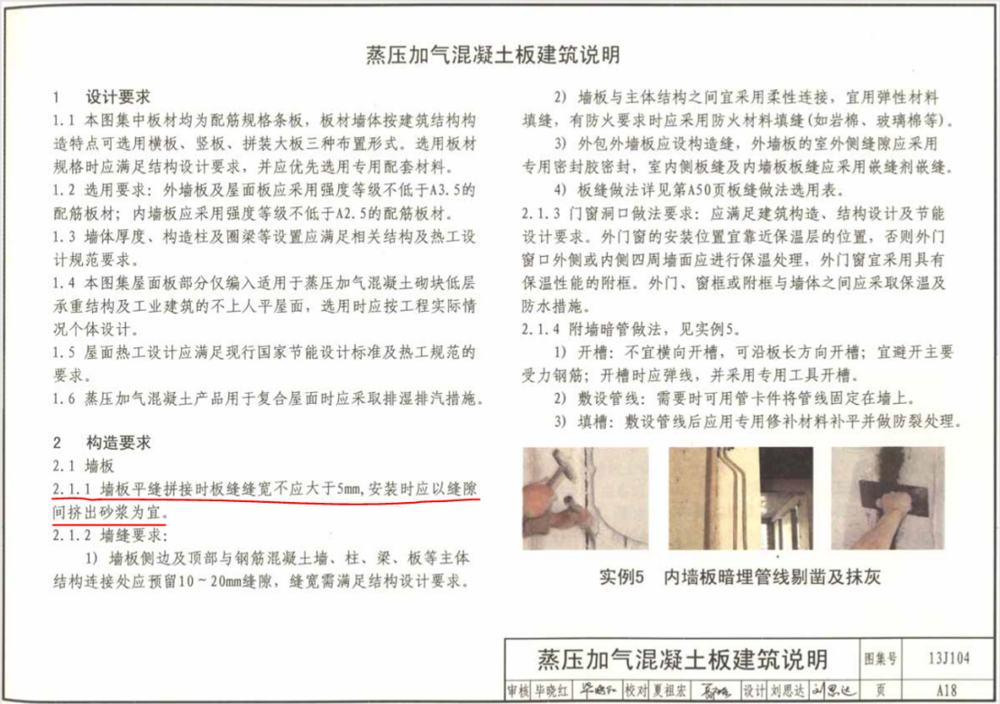 蒸压加气混凝土板建筑说明
1 设计要求
1.1 本图集中板材均为配筋规格条板，板材墙体按建筑结构构
造特点可选用横板、竖板、拼装大板三种布置形式。选用板材
规格时应满足结构设计要求，并应优先选用专用配套材料。
1.2 选用要求：外墙板及屋面板应采用强度等级不低于A3.5的
配筋板材；内墙板应采用强度等级不低于A2.5的配筋板材。
1.3 墙体厚度、构造柱及圈梁等设置应满足相关结构及热工设
计规范要求。
1.4 本图集屋面板部分仅编入适用于蒸压加气混凝土砌块低层
承重结构及工业建筑的不上人平屋面，选用时应按工程实际情
况个体设计。
1.5 屋面热工设计应满足现行国家节能设计标准及热工规范的
要求。
1.6 蒸压加气混凝土产品用于复合屋面时应采取排湿排汽措施。
2 构造要求
2.1 墙板
2.1.1 墙板平缝拼接时板缝缝宽不应大于5mm,安装时应以缝隙
间挤出砂浆为宜。
2.1.2 墙缝要求：
1) 墙板侧边及顶部与钢筋混凝土墙、柱、梁、板等主体
结构连接处应预留10~20mm缝隙，缝宽需满足结构设计要求。
2) 墙板与主体结构之间宜采用柔性连接，宜用弹性材料
填缝，有防火要求时应采用防火材料填缝(如岩棉、玻璃棉等)。
3) 外包外墙板应设构造缝，外墙板的室外侧缝隙应采用
专用密封胶密封，室内侧板缝及内墙板板缝应采用嵌缝剂嵌缝。
4) 板缝做法详见第A50页板缝做法选用表。
2.1.3 门窗洞口做法要求：应满足建筑构造、结构设计及节能
设计要求。外门窗的安装位置宜靠近保温层的位置，否则外门
窗口外侧或内侧四周墙面应进行保温处理，外门窗宜采用具有
保温性能的附框。外门、窗框或附框与墙体之间应采取保温及
防水措施。
2.1.4 附墙暗管做法，见实例5。
1) 开槽：不宜横向开槽，可沿板长方向开槽；宜避开主要
受力钢筋；开槽时应弹线，并采用专用工具开槽。
2) 敷设管线：需要时可用管卡件将管线固定在墙上。
3) 填槽：敷设管线后应用专用修补材料补平并做防裂处理。
实例5 内墙板暗埋管线剔凿及抹灰
蒸压加气混凝土板建筑说明 图集号 13J104
审核 毕晓红 毕晓红 校对 夏祖宏 设计 刘思达 刘思达 页 A18